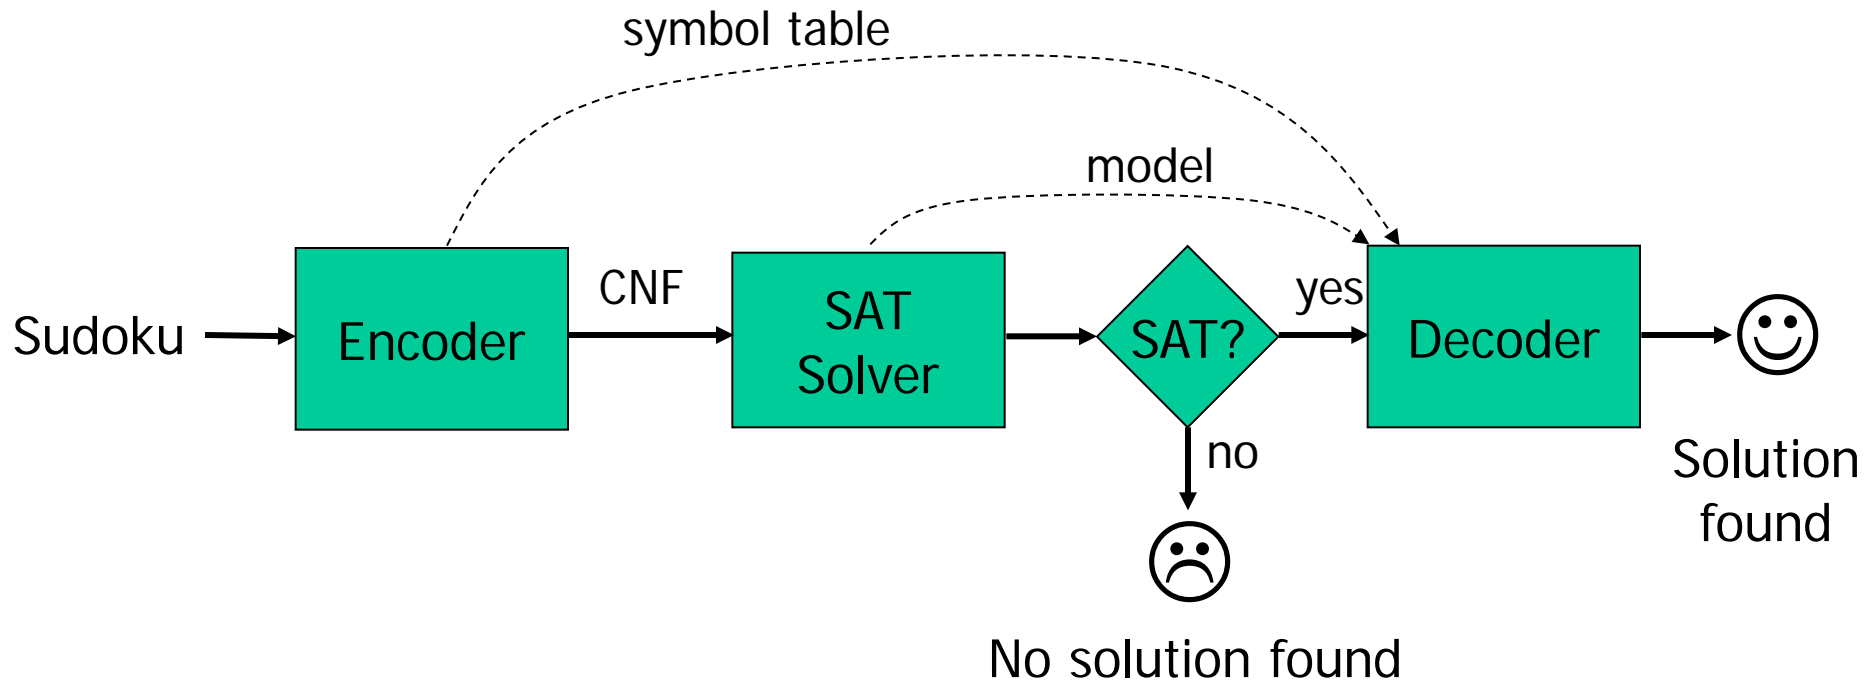 symbol table
model
Sudoku
Encoder
CNF
SAT
Solver
SAT?
yes
no
Decoder
Solution
found
No solution found